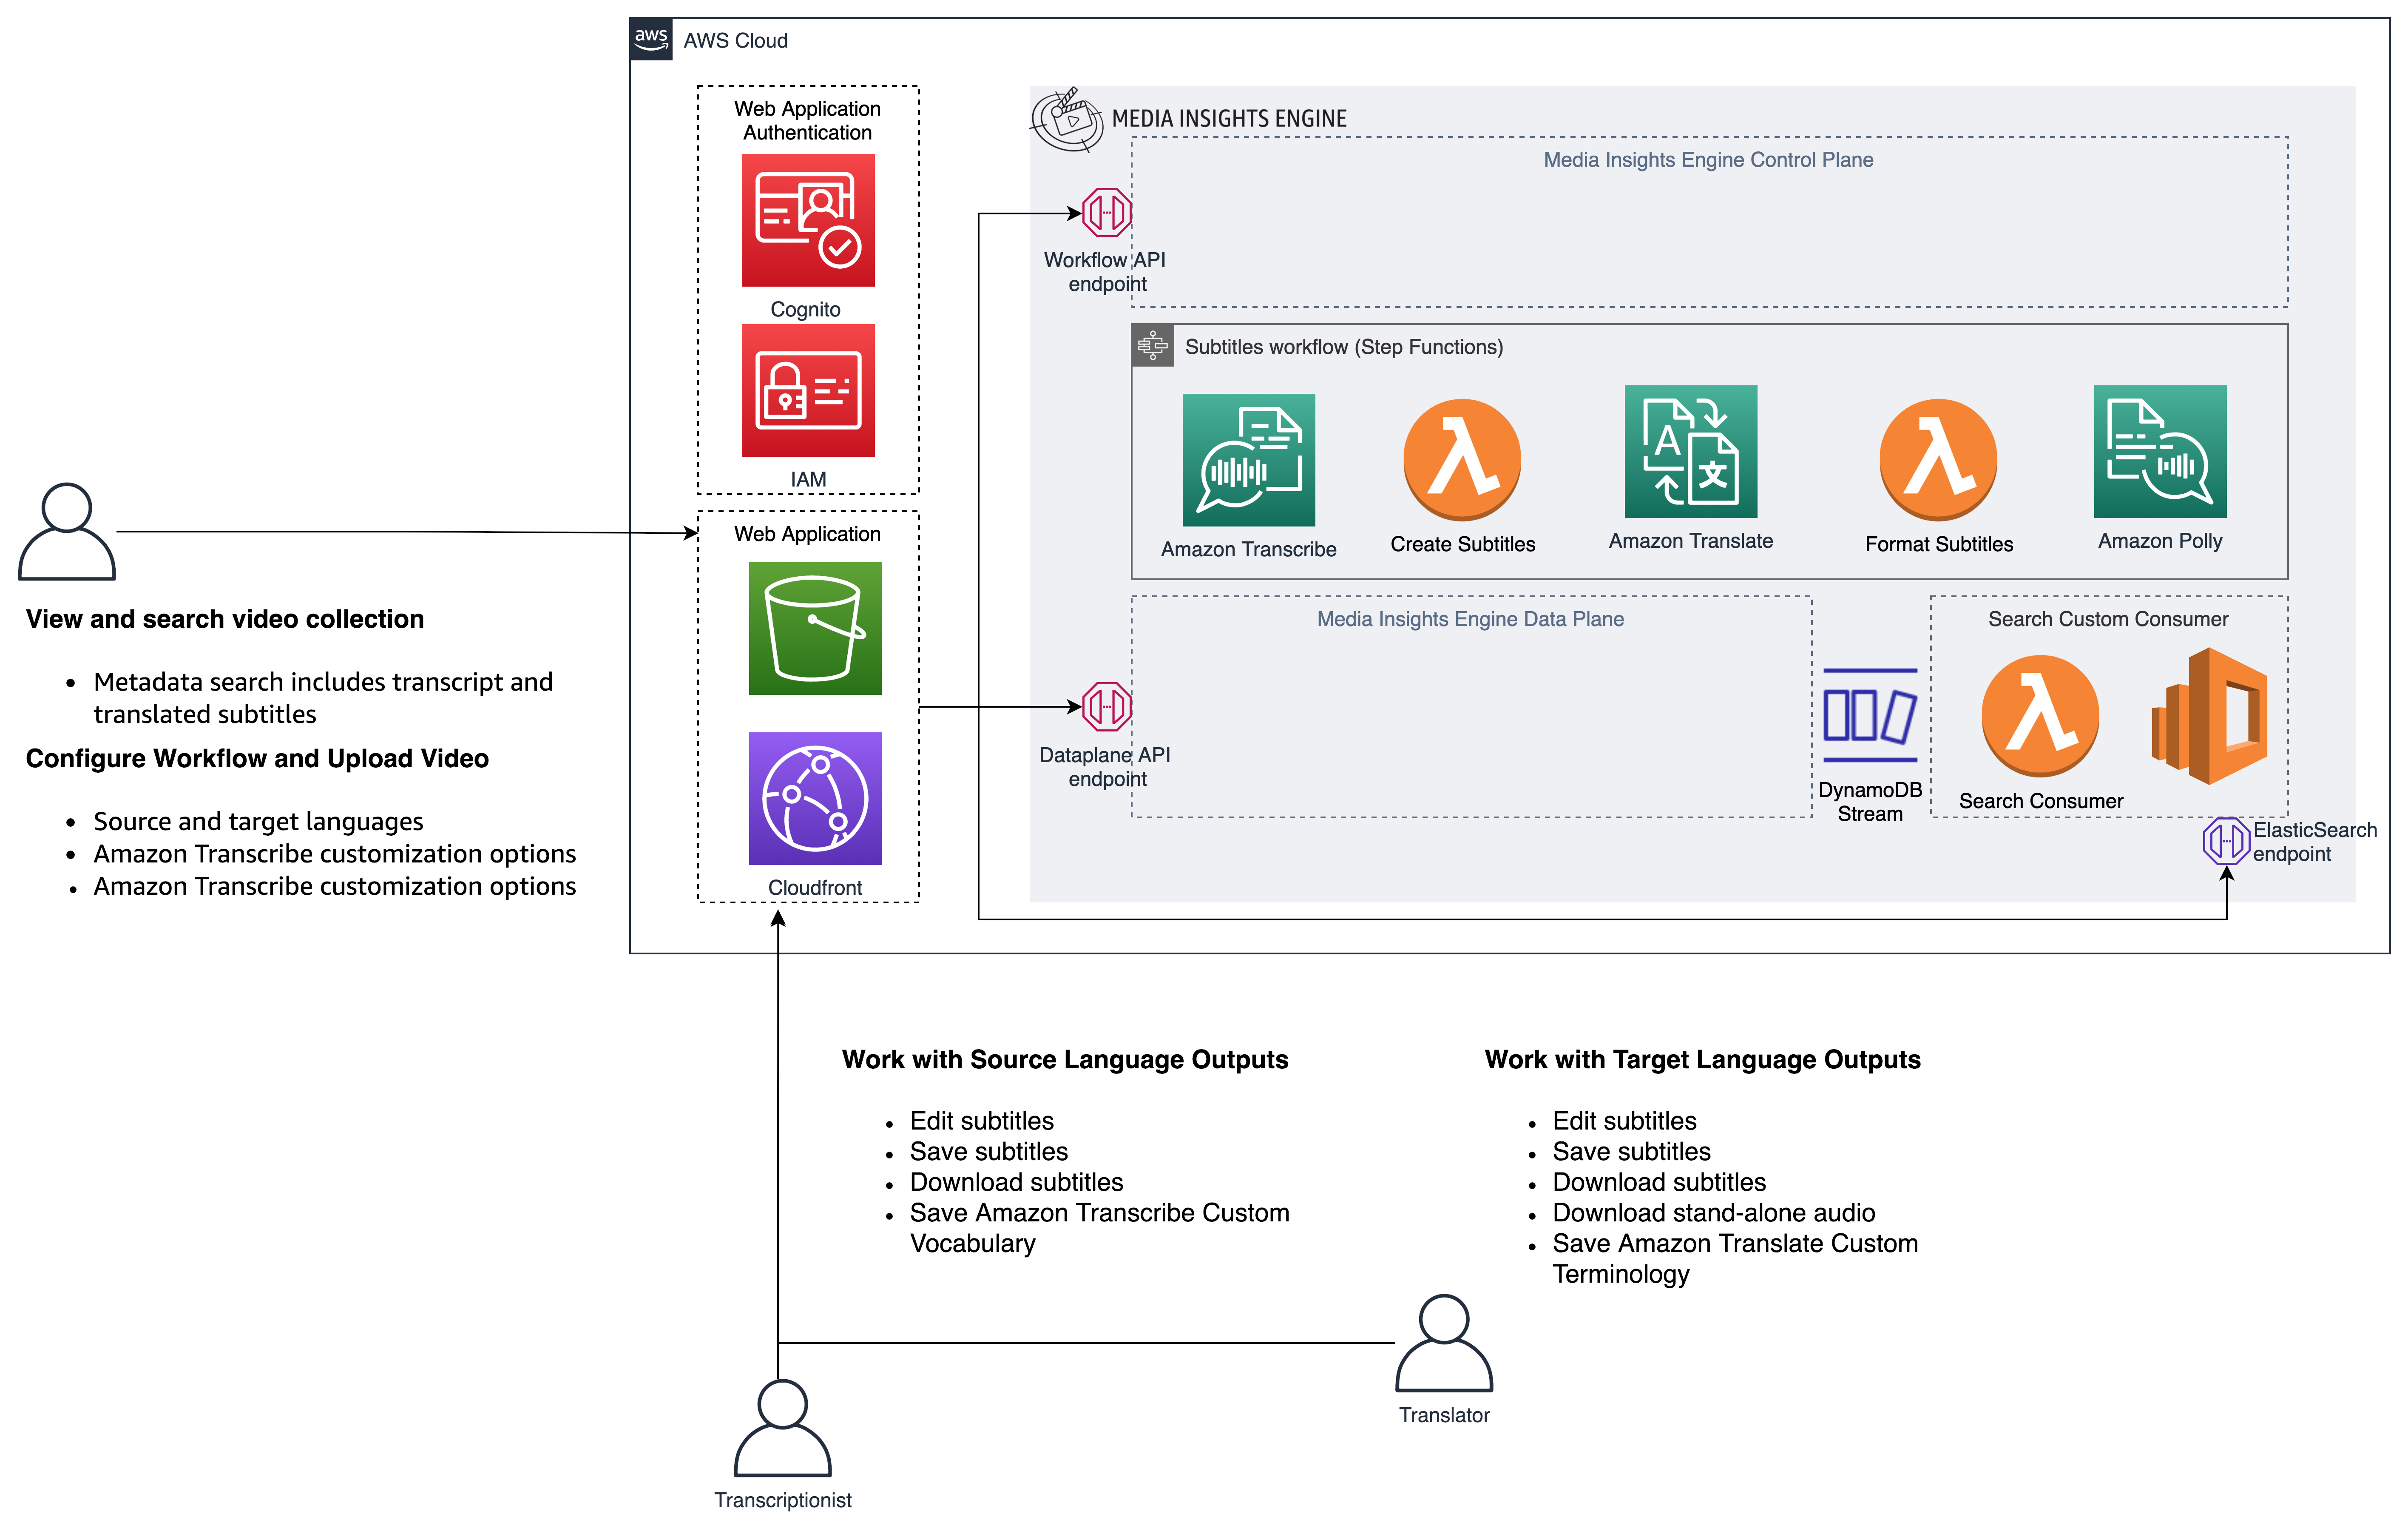 aws
AWS Cloud
Web Application
Authentication
Cognito
IAM
Web Application
Cloudfront
MEDIA INSIGHTS ENGINE
Media Insights Engine Control Plane
Workflow API
endpoint
Subtitles workflow (Step Functions)
Amazon Transcribe
Create Subtitles
A
文
Amazon Translate
Format Subtitles
Amazon Polly
Media Insights Engine Data Plane
Dataplane API
endpoint
DynamoDB
Stream
Search Custom Consumer
Search Consumer
ElasticSearch
endpoint
View and search video collection
• Metadata search includes transcript and
translated subtitles
Configure Workflow and Upload Video
• Source and target languages
• Amazon Transcribe customization options
• Amazon Transcribe customization options
Work with Source Language Outputs
• Edit subtitles
• Save subtitles
• Download subtitles
• Save Amazon Transcribe Custom
Vocabulary
Work with Target Language Outputs
• Edit subtitles
• Save subtitles
• Download subtitles
• Download stand-alone audio
• Save Amazon Translate Custom
Terminology
Translator
Transcriptionist